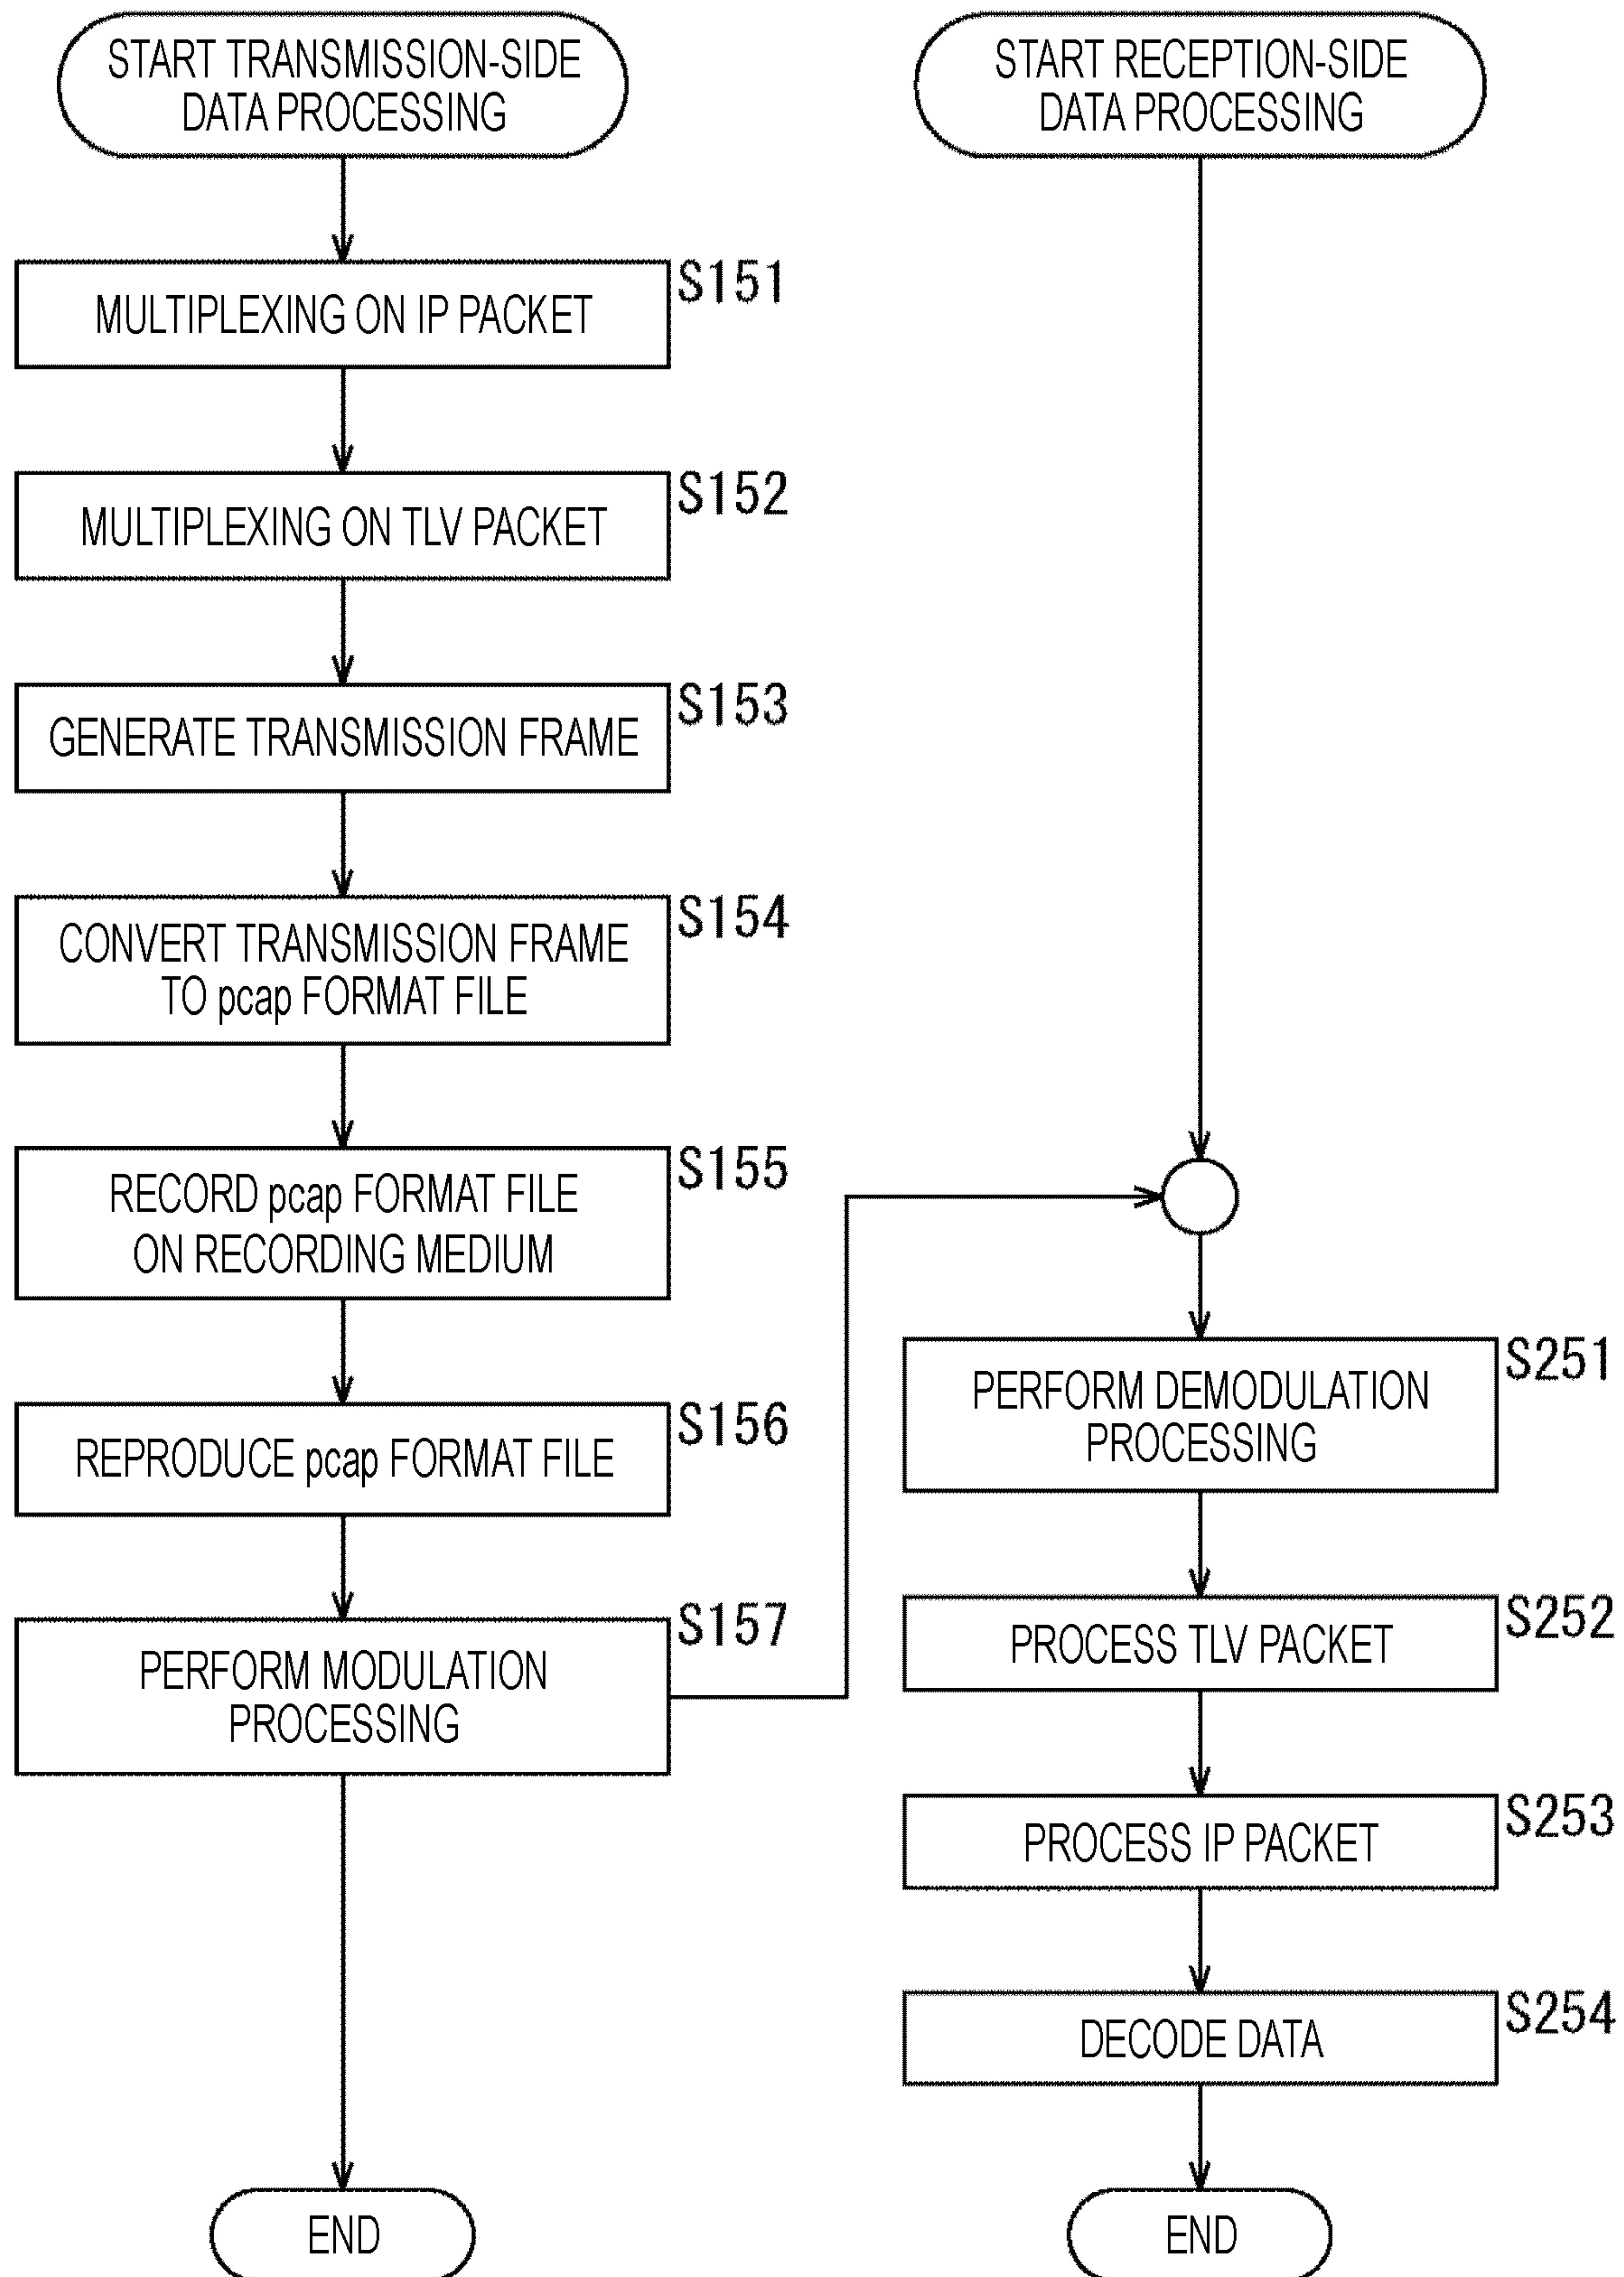 START TRANSMISSION-SIDE
DATA PROCESSING
S151
MULTIPLEXING ON IP PACKET
S152
MULTIPLEXING ON TLV PACKET
S153
GENERATE TRANSMISSION FRAME
S154
CONVERT TRANSMISSION FRAME
TO pcap FORMAT FILE
S155
RECORD pcap FORMAT FILE
ON RECORDING MEDIUM
S156
REPRODUCE pcap FORMAT FILE
S157
PERFORM MODULATION
PROCESSING
END
START RECEPTION-SIDE
DATA PROCESSING
S251
PERFORM DEMODULATION
PROCESSING
S252
PROCESS TLV PACKET
S253
PROCESS IP PACKET
S254
DECODE DATA
END